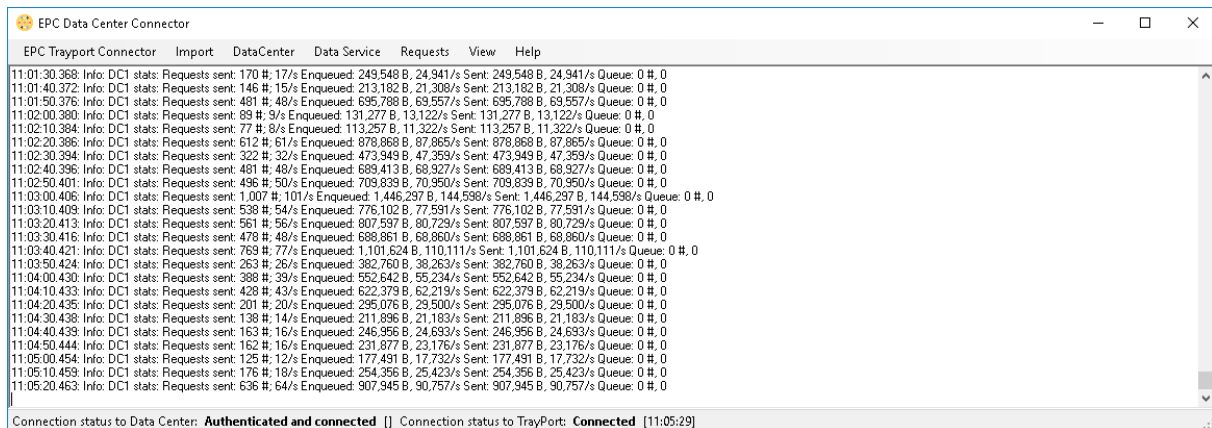 EPC Data Center Connector
EPC Trayport Connector Import DataCenter Data Service Requests View Help
11:01:30.368: Info: DC1 stats: Requests sent: 170 #; 17/s Enqueued: 249,548 B, 24,941/s Sent: 249,548 B, 24,941/s Queue: 0 #, 0
11:01:40.372: Info: DC1 stats: Requests sent: 146 #; 15/s Enqueued: 213,182 B, 21,308/s Sent: 213,182 B, 21,308/s Queue: 0 #, 0
11:01:50.376: Info: DC1 stats: Requests sent: 481 #; 48/s Enqueued: 695,788 B, 69,557/s Sent: 695,788 B, 69,557/s Queue: 0 #, 0
11:02:00.380: Info: DC1 stats: Requests sent: 89 #; 9/s Enqueued: 131,277 B, 13,122/s Sent: 131,277 B, 13,122/s Queue: 0 #, 0
11:02:10.384: Info: DC1 stats: Requests sent: 77 #; 8/s Enqueued: 113,257 B, 11,322/s Sent: 113,257 B, 11,322/s Queue: 0 #, 0
11:02:20.386: Info: DC1 stats: Requests sent: 612 #; 61/s Enqueued: 878,868 B, 87,865/s Sent: 878,868 B, 87,865/s Queue: 0 #, 0
11:02:30.394: Info: DC1 stats: Requests sent: 322 #; 32/s Enqueued: 473,949 B, 47,359/s Sent: 473,949 B, 47,359/s Queue: 0 #, 0
11:02:40.396: Info: DC1 stats: Requests sent: 481 #; 48/s Enqueued: 689,413 B, 68,927/s Sent: 689,413 B, 68,927/s Queue: 0 #, 0
11:02:50.401: Info: DC1 stats: Requests sent: 496 #; 50/s Enqueued: 709,839 B, 70,950/s Sent: 709,839 B, 70,950/s Queue: 0 #, 0
11:03:00.406: Info: DC1 stats: Requests sent: 1,007 #; 101/s Enqueued: 1,446,297 B, 144,598/s Sent: 1,446,297 B, 144,598/s Queue: 0 #, 0
11:03:10.409: Info: DC1 stats: Requests sent: 538 #; 54/s Enqueued: 776,102 B, 77,591/s Sent: 776,102 B, 77,591/s Queue: 0 #, 0
11:03:20.413: Info: DC1 stats: Requests sent: 561 #; 56/s Enqueued: 807,597 B, 80,729/s Sent: 807,597 B, 80,729/s Queue: 0 #, 0
11:03:30.416: Info: DC1 stats: Requests sent: 478 #; 48/s Enqueued: 688,861 B, 68,860/s Sent: 688,861 B, 68,860/s Queue: 0 #, 0
11:03:40.421: Info: DC1 stats: Requests sent: 769 #; 77/s Enqueued: 1,101,624 B, 110,111/s Sent: 1,101,624 B, 110,111/s Queue: 0 #, 0
11:03:50.424: Info: DC1 stats: Requests sent: 263 #; 26/s Enqueued: 382,760 B, 38,263/s Sent: 382,760 B, 38,263/s Queue: 0 #, 0
11:04:00.430: Info: DC1 stats: Requests sent: 388 #; 39/s Enqueued: 552,642 B, 55,234/s Sent: 552,642 B, 55,234/s Queue: 0 #, 0
11:04:10.433: Info: DC1 stats: Requests sent: 428 #; 43/s Enqueued: 622,379 B, 62,219/s Sent: 622,379 B, 62,219/s Queue: 0 #, 0
11:04:20.435: Info: DC1 stats: Requests sent: 201 #; 20/s Enqueued: 295,076 B, 29,500/s Sent: 295,076 B, 29,500/s Queue: 0 #, 0
11:04:30.438: Info: DC1 stats: Requests sent: 138 #; 14/s Enqueued: 211,896 B, 21,183/s Sent: 211,896 B, 21,183/s Queue: 0 #, 0
11:04:40.439: Info: DC1 stats: Requests sent: 163 #; 16/s Enqueued: 246,956 B, 24,693/s Sent: 246,956 B, 24,693/s Queue: 0 #, 0
11:04:50.444: Info: DC1 stats: Requests sent: 162 #; 16/s Enqueued: 231,877 B, 23,176/s Sent: 231,877 B, 23,176/s Queue: 0 #, 0
11:05:00.454: Info: DC1 stats: Requests sent: 125 #; 12/s Enqueued: 177,491 B, 17,732/s Sent: 177,491 B, 17,732/s Queue: 0 #, 0
11:05:10.459: Info: DC1 stats: Requests sent: 176 #; 18/s Enqueued: 254,356 B, 25,423/s Sent: 254,356 B, 25,423/s Queue: 0 #, 0
11:05:20.463: Info: DC1 stats: Requests sent: 636 #; 64/s Enqueued: 907,945 B, 90,757/s Sent: 907,945 B, 90,757/s Queue: 0 #, 0
Connection status to Data Center: Authenticated and connected [] Connection status to TrayPort: Connected [11:05:29]